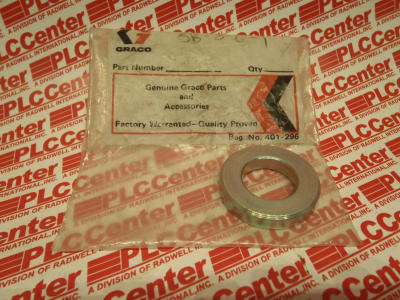 GRACO
Part Number Qty
Genuine Graco Parts
and
Accessories
Factory Warranted-Quality Proven
Bag No. 401-296
PLCCenter
A DIVISION OF RADWELL INTERNATIONAL, INC.